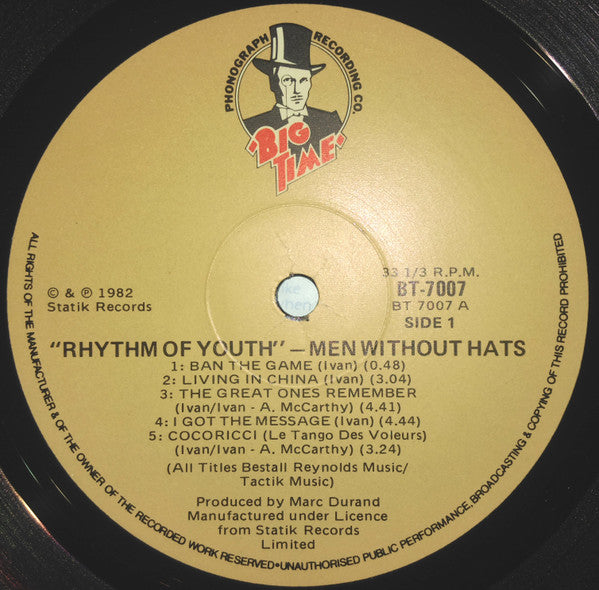 PHONOGRAPH RECORDING CO.
"BIG
TIME"
33 1/3 R.P.M.
© & ℗ 1982
BT-7007
Statik Records
BT 7007 A
SIDE 1
"RHYTHM OF YOUTH" – MEN WITHOUT HATS
1: BAN THE GAME (Ivan) (0.48)
2: LIVING IN CHINA (Ivan) (3.04)
3: THE GREAT ONES REMEMBER
(Ivan/Ivan - A. McCarthy) (4.41)
4: I GOT THE MESSAGE (Ivan) (4.44)
5: COCORICCI (Le Tango Des Voleurs)
(Ivan/Ivan - A. McCarthy) (3.24)
(All Titles Bestall Reynolds Music/
Tactik Music)
Produced by Marc Durand
Manufactured under Licence
from Statik Records
Limited
ALL RIGHTS OF THE MANUFACTURER & OF THE OWNER OF THE RECORDED WORK RESERVED•UNAUTHORISED PUBLIC PERFORMANCE, BROADCASTING & COPYING OF THIS RECORD PROHIBITED